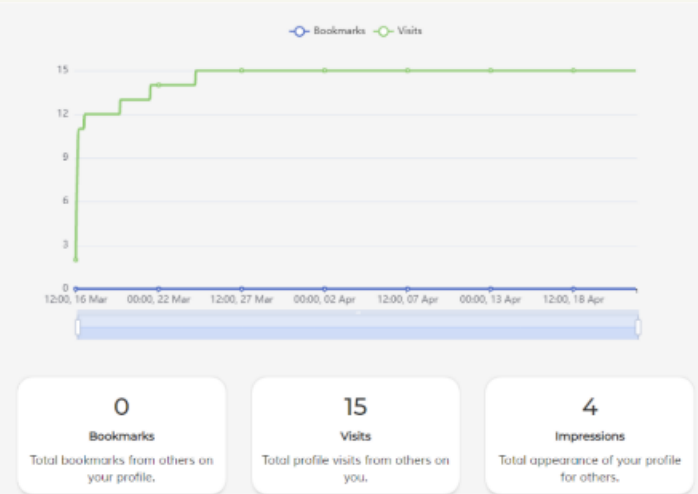 Bookmarks Visits
15
12
9
6
3
0
12:00, 16 Mar 00:00, 22 Mar 12:00, 27 Mar 00:00, 02 Apr 12:00, 07 Apr 00:00, 13 Apr 12:00, 18 Apr
0 15 4
Bookmarks Visits Impressions
Total bookmarks from others on Total profile visits from others on Total appearance of your profile
your profile. you. for others.